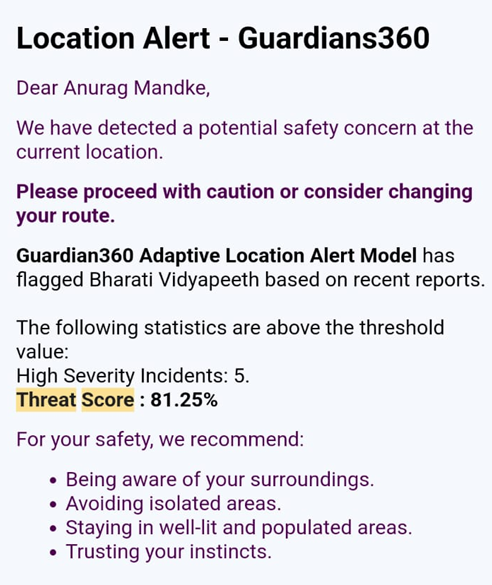 Location Alert - Guardians360
Dear Anurag Mandke,
We have detected a potential safety concern at the
current location.
Please proceed with caution or consider changing
your route.
Guardian360 Adaptive Location Alert Model has
flagged Bharati Vidyapeeth based on recent reports.
The following statistics are above the threshold
value:
High Severity Incidents: 5.
Threat Score : 81.25%
For your safety, we recommend:
• Being aware of your surroundings.
• Avoiding isolated areas.
• Staying in well-lit and populated areas.
• Trusting your instincts.